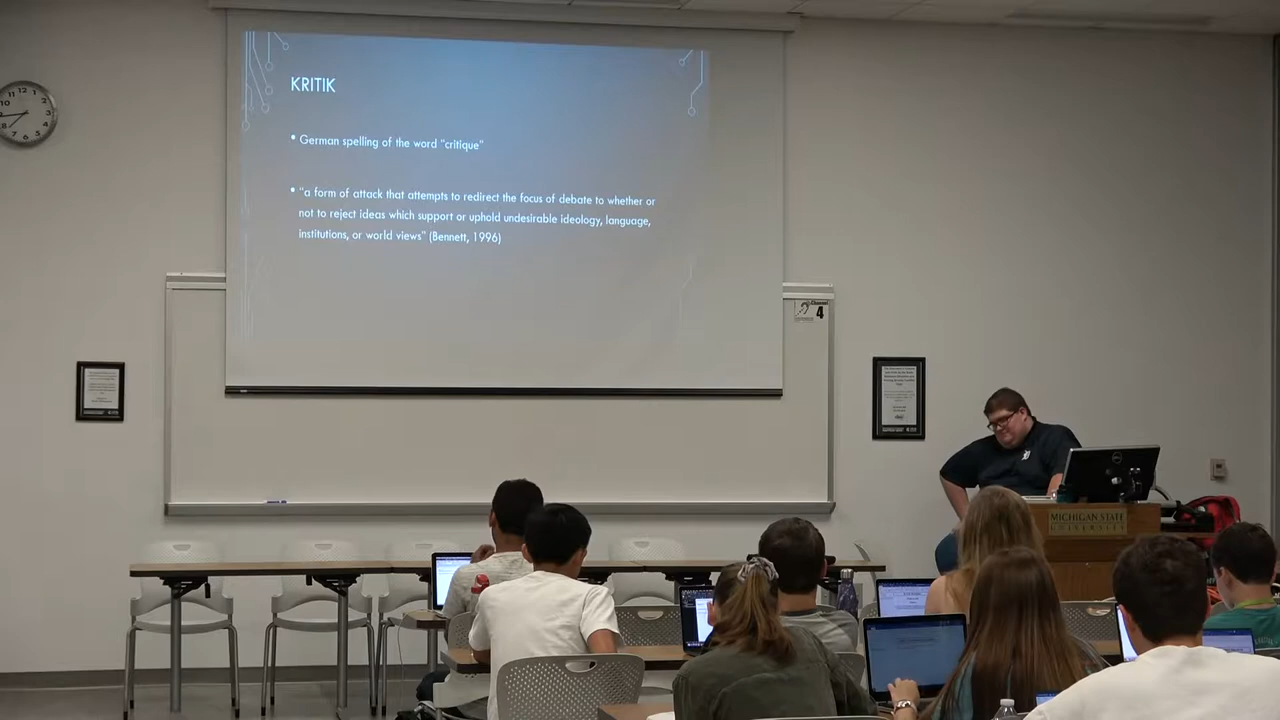 KRITIK
• German spelling of the word "critique"
• "a form of attack that attempts to redirect the focus of debate to whether or
not to reject ideas which support or uphold undesirable ideology, language,
institutions, or world views" (Bennett, 1996)
4
MICHIGAN STATE
UNIVERSITY
DELL